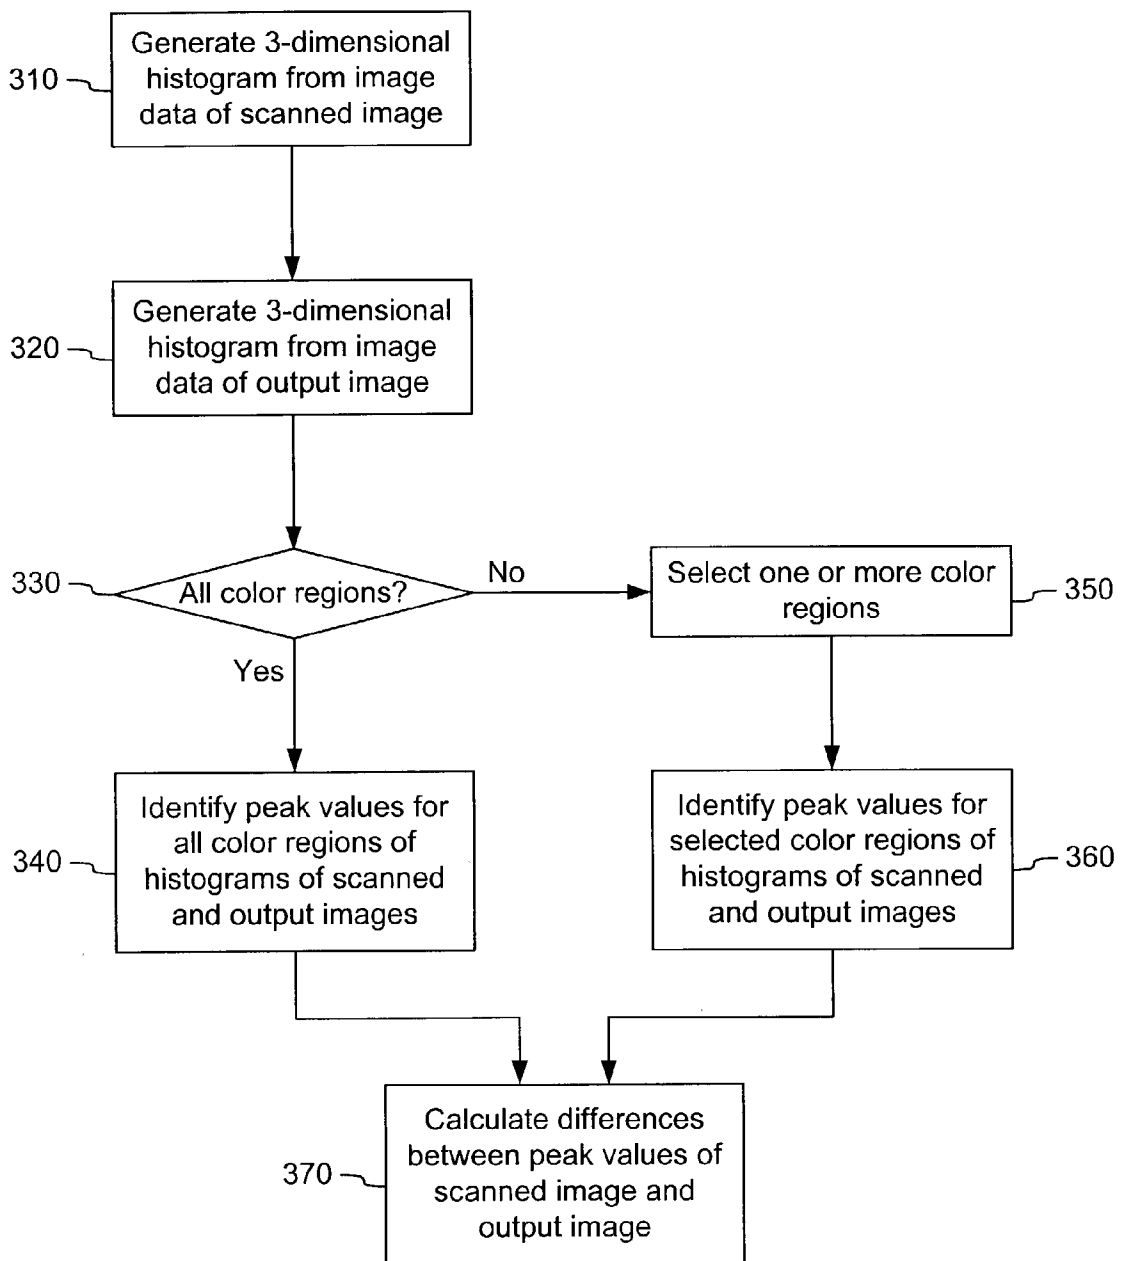 Generate 3-dimensional
histogram from image
data of scanned image
310
Generate 3-dimensional
histogram from image
data of output image
320
330
All color regions?
No
Yes
Select one or more color
regions
350
Identify peak values for
all color regions of
histograms of scanned
and output images
340
Identify peak values for
selected color regions of
histograms of scanned
and output images
360
Calculate differences
between peak values of
scanned image and
output image
370